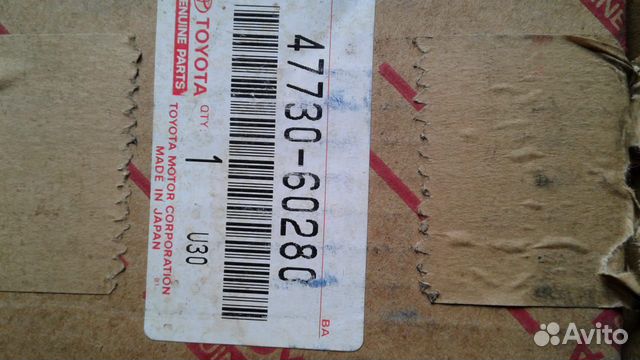 47730-60280
BA
TOYOTA
GENUINE PARTS
QTY
1
U30
TOYOTA MOTOR CORPORATION
MADE IN JAPAN
Avito